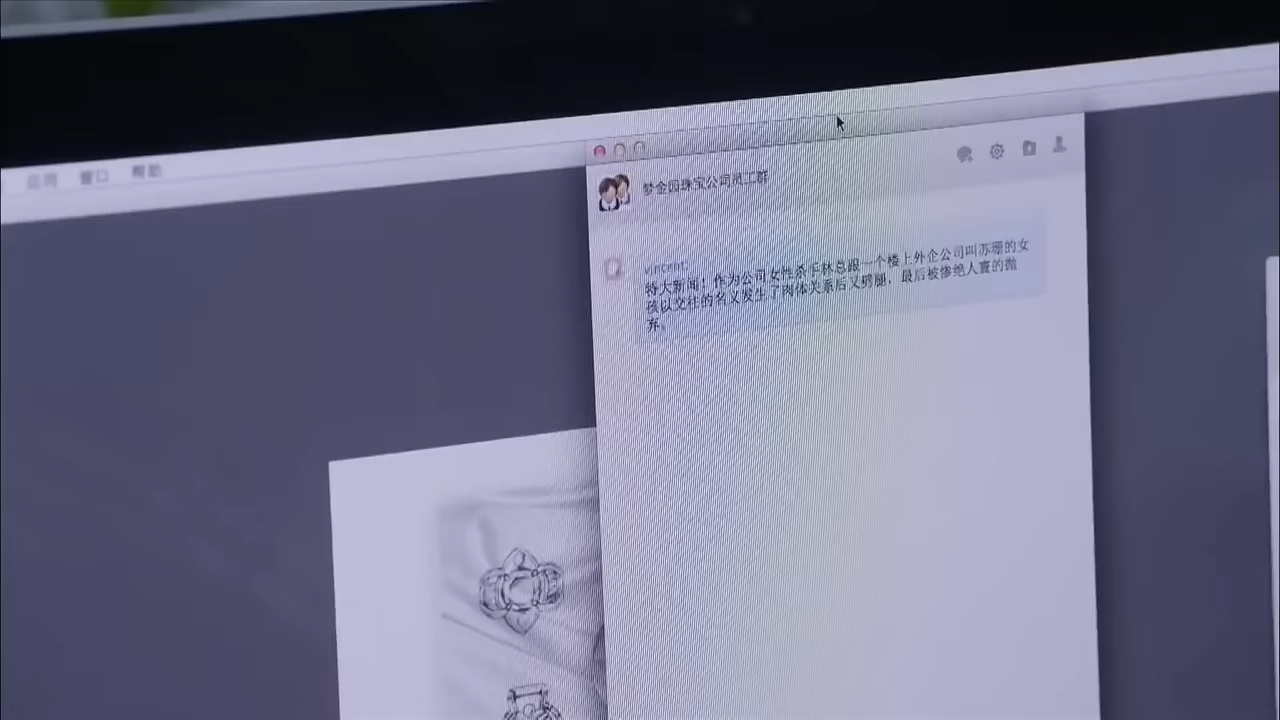 窗口 帮助
梦金园珠宝公司员工群
vincent:
特大新闻！作为公司女性杀手林总跟一个楼上外企公司叫苏珊的女
孩以交往的名义发生了肉体关系后又劈腿，最后被惨绝人寰的抛
弃。